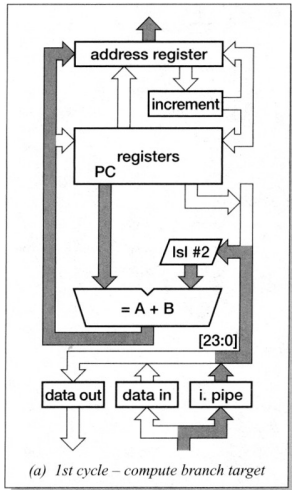 address register
increment
registers
PC
lsl #2
= A + B
[23:0]
data out
data in
i. pipe
(a) 1st cycle – compute branch target